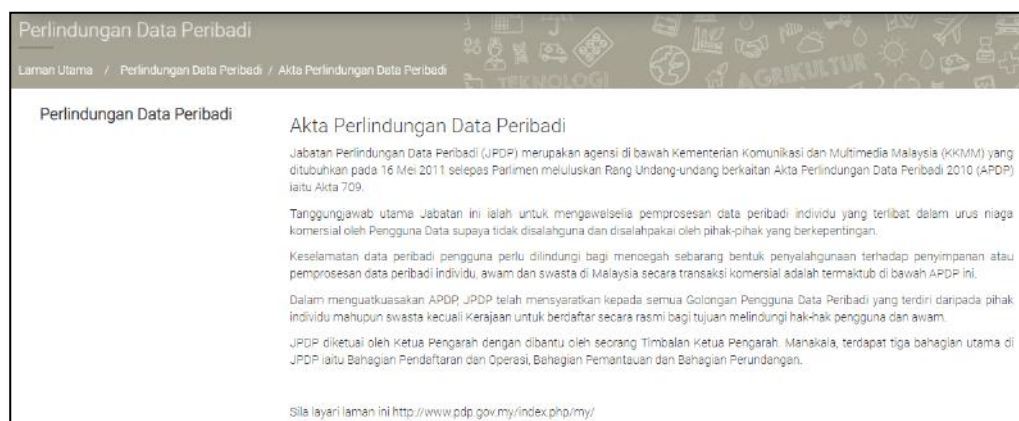 Perlindungan Data Peribadi
Laman Utama / Perlindungan Data Peribadi / Akta Perlindungan Data Peribadi
TEKNOLOGI
AGRIKULTUR
Perlindungan Data Peribadi
Akta Perlindungan Data Peribadi
Jabatan Perlindungan Data Peribadi (JPDP) merupakan agensi di bawah Kementerian Komunikasi dan Multimedia Malaysia (KKMM) yang
ditubuhkan pada 16 Mei 2011 selepas Parlimen meluluskan Rang Undang-undang berkaitan Akta Perlindungan Data Peribadi 2010 (APDP)
iaitu Akta 709.
Tanggungjawab utama Jabatan ini ialah untuk mengawalselia pemprosesan data peribadi individu yang terlibat dalam urus niaga
komersial oleh Pengguna Data supaya tidak disalahguna dan disalahpakai oleh pihak-pihak yang berkepentingan.
Keselamatan data peribadi pengguna perlu dilindungi bagi mencegah sebarang bentuk penyalahgunaan terhadap penyimpanan atau
pemprosesan data peribadi individu, awam dan swasta di Malaysia secara transaksi komersial adalah termaktub di bawah APDP ini.
Dalam menguatkuasakan APDP, JPDP telah mensyaratkan kepada semua Golongan Pengguna Data Peribadi yang terdiri daripada pihak
individu mahupun swasta kecuali Kerajaan untuk berdaftar secara rasmi bagi tujuan melindungi hak-hak pengguna dan awam.
JPDP diketuai oleh Ketua Pengarah dengan dibantu oleh seorang Timbalan Ketua Pengarah. Manakala, terdapat tiga bahagian utama di
JPDP iaitu Bahagian Pendaftaran dan Operasi, Bahagian Pemantauan dan Bahagian Perundangan.
Sila layari laman ini http://www.pdp.gov.my/index.php/my/